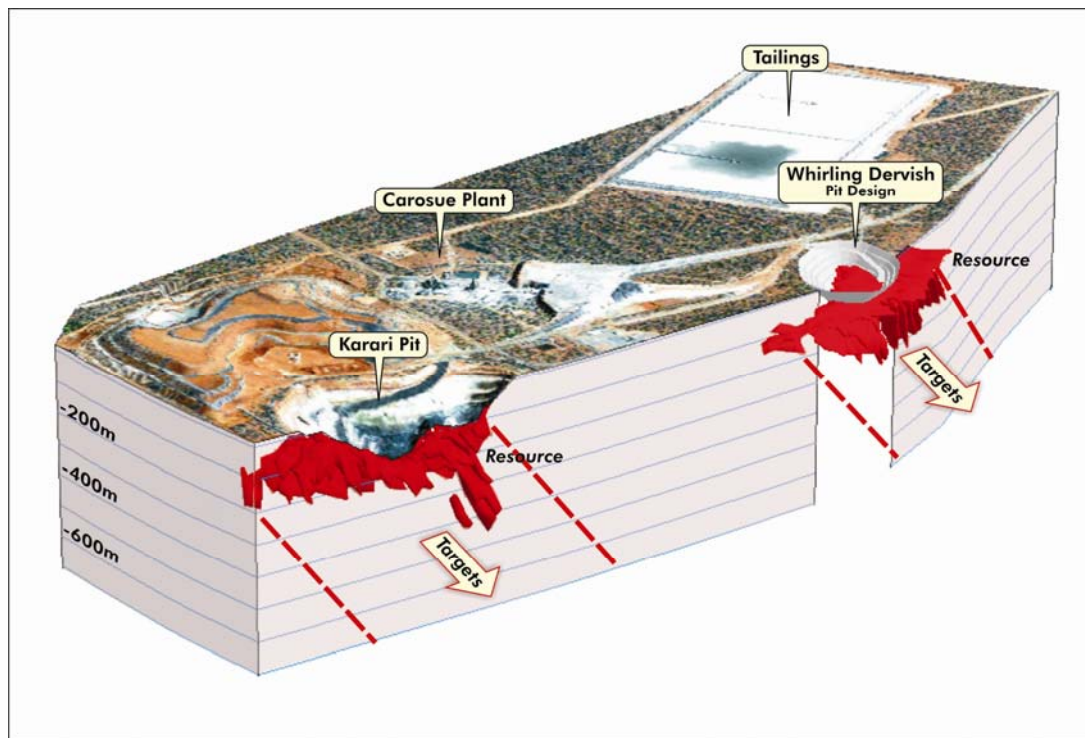 Tailings
Whirling Dervish
Pit Design
Carosue Plant
Resource
Karari Pit
Targets
-200m
Resource
-400m
-600m
Targets